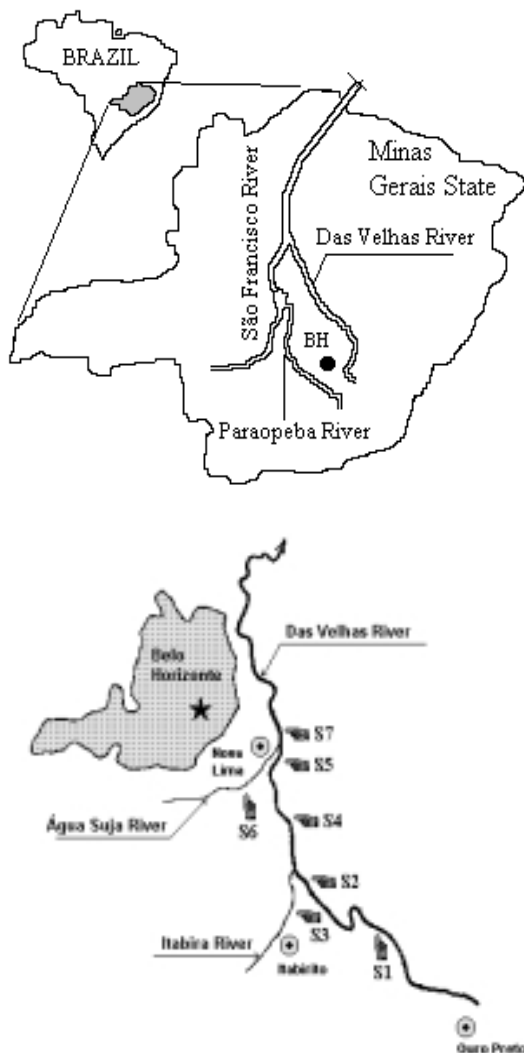 BRAZIL
Minas
Gerais State
São Francisco River
Das Velhas River
BH
Paraopeba River
Das Velhas River
Belo
Horizonte
S7
Nova
Lima
S5
Água Suja River
S6
S4
S2
S3
Itabira River
Itabirito
S1
Ouro Preto